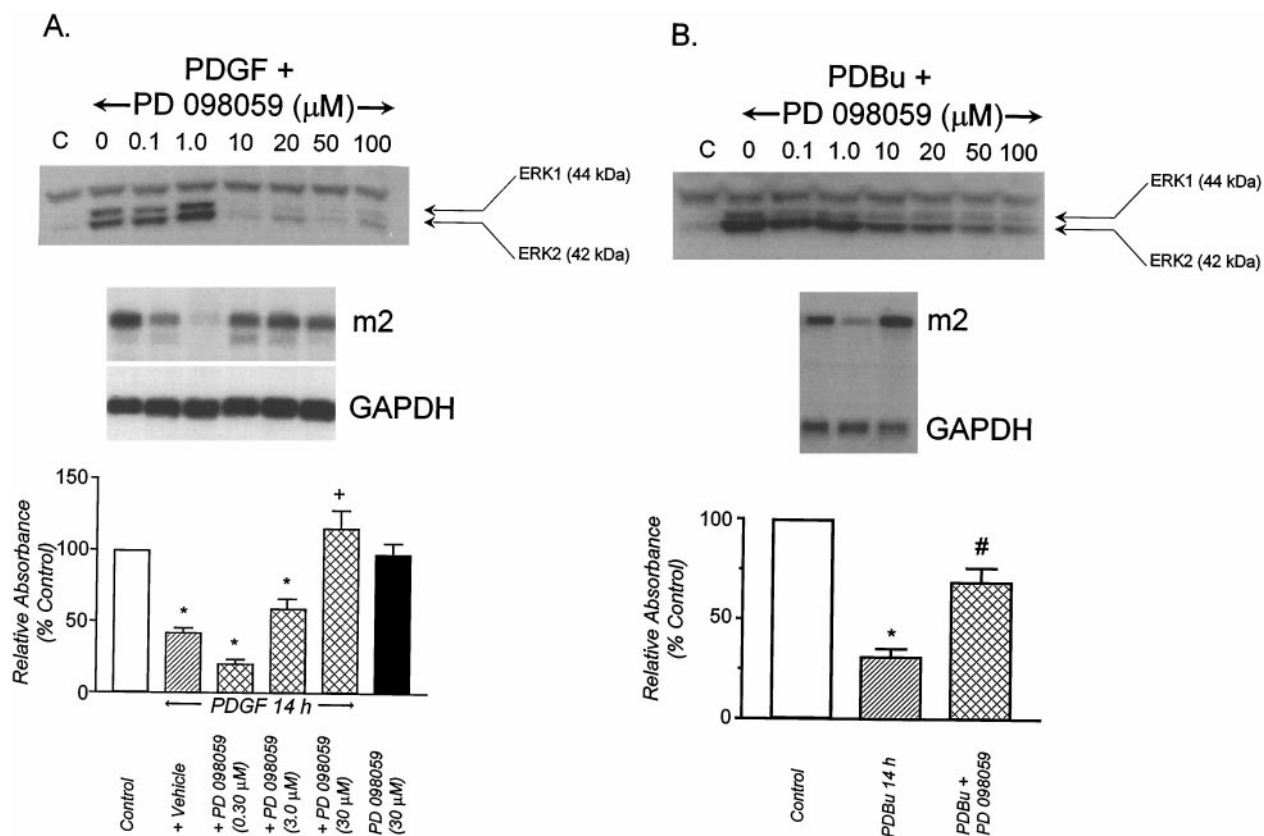 A.
PDGF +
PD 098059 (μM)
C 0 0.1 1.0 10 20 50 100
ERK1 (44 kDa)
ERK2 (42 kDa)
m2
GAPDH
Relative Absorbance
(% Control)
150
100
50
0
PDGF 14 h
* * * +
Control
+ Vehicle
+ PD 098059
(0.30 μM)
+ PD 098059
(3.0 μM)
+ PD 098059
(30 μM)
PD 098059
(30 μM)
B.
PDBu +
PD 098059 (μM)
C 0 0.1 1.0 10 20 50 100
ERK1 (44 kDa)
ERK2 (42 kDa)
m2
GAPDH
Relative Absorbance
(% Control)
100
50
0
* #
Control
PDBu 14 h
PDBu +
PD 098059